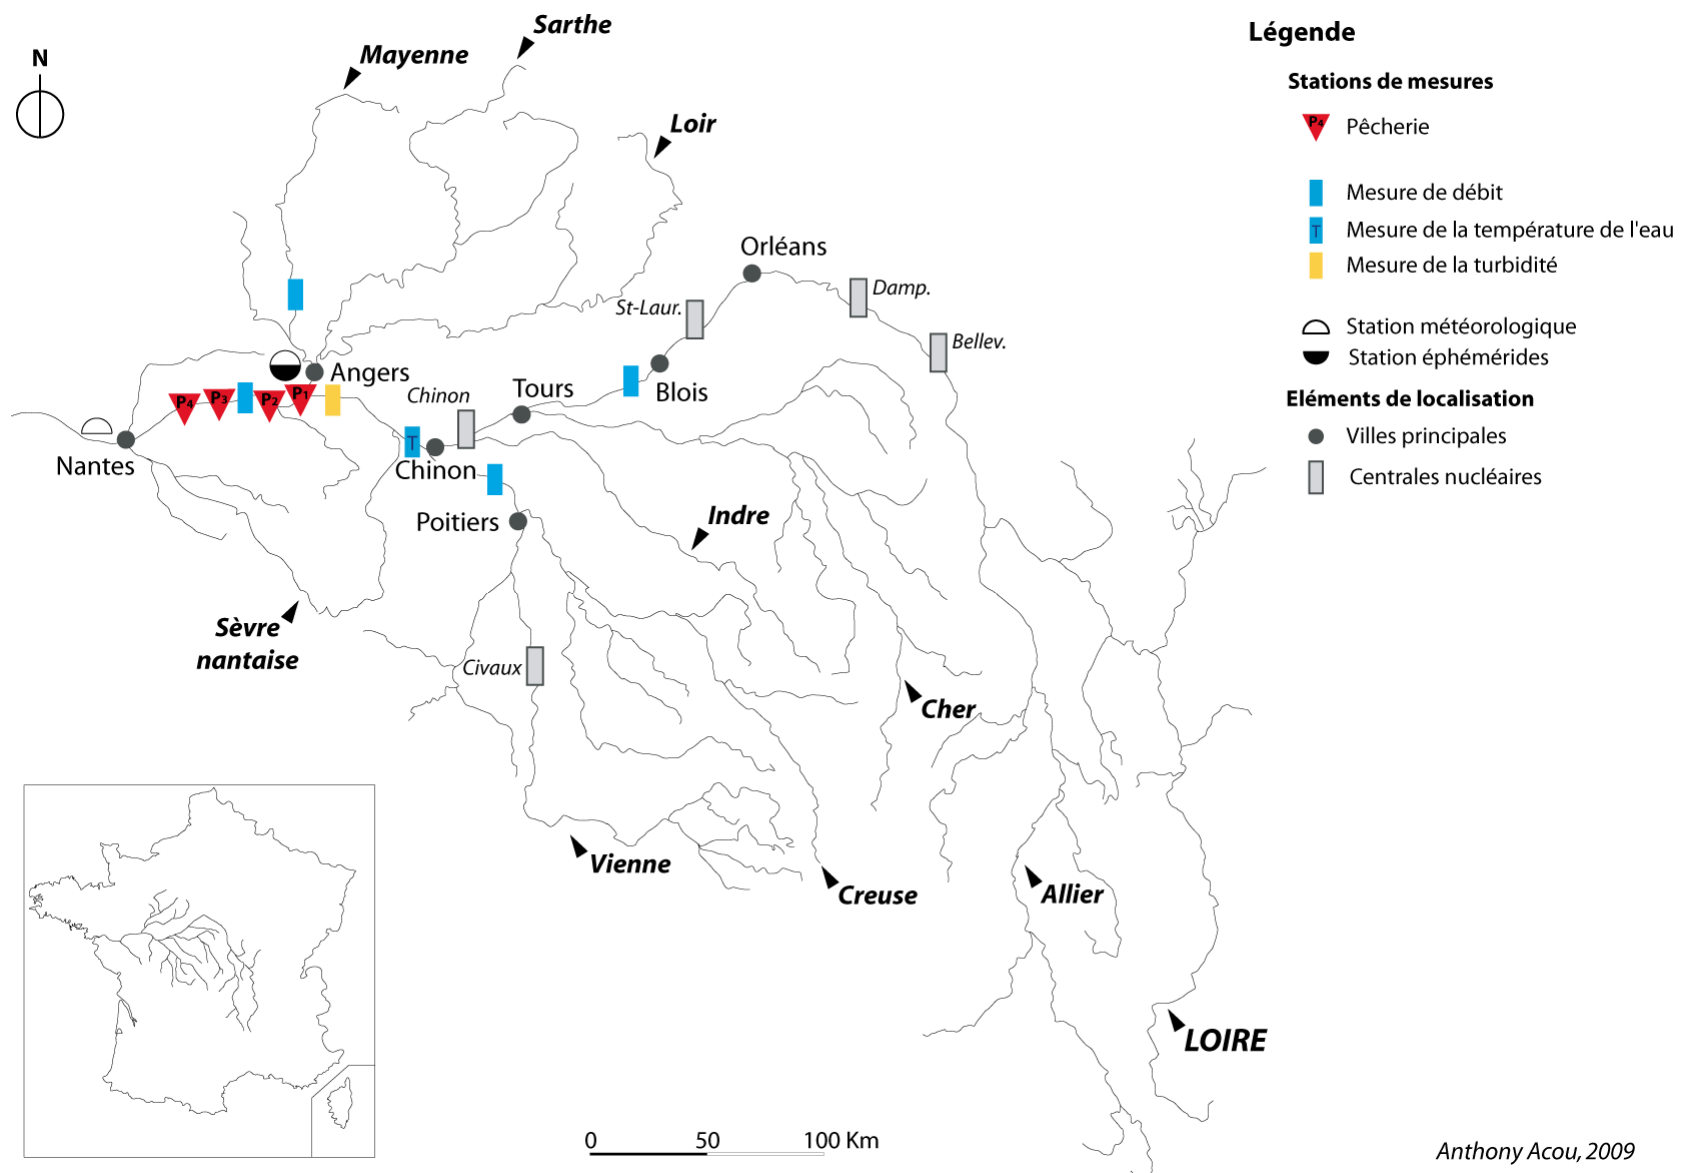 Sarthe
Mayenne
N
Loir
Orléans
Damp.
St-Laur.
Bellev.
Angers
Chinon
Tours
Blois
P4
P3
P2
P1
T
Nantes
Chinon
Poitiers
Indre
Sèvre
nantaise
Civaux
Cher
Vienne
Creuse
Allier
LOIRE
0 50 100 Km
Légende
Stations de mesures
P4 Pêcherie
Mesure de débit
T Mesure de la température de l'eau
Mesure de la turbidité
Station météorologique
Station éphémérides
Eléments de localisation
Villes principales
Centrales nucléaires
Anthony Acou, 2009